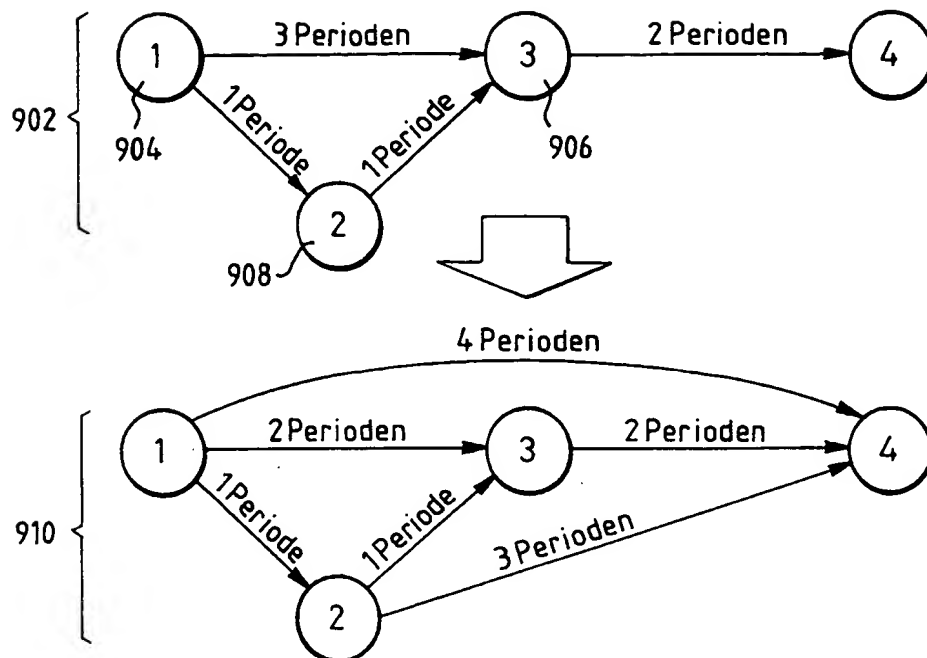 1
3 Perioden
3
2 Perioden
4
902
904
1 Periode
1 Periode
906
2
908
4 Perioden
1
2 Perioden
3
2 Perioden
4
910
1 Periode
1 Periode
3 Perioden
2